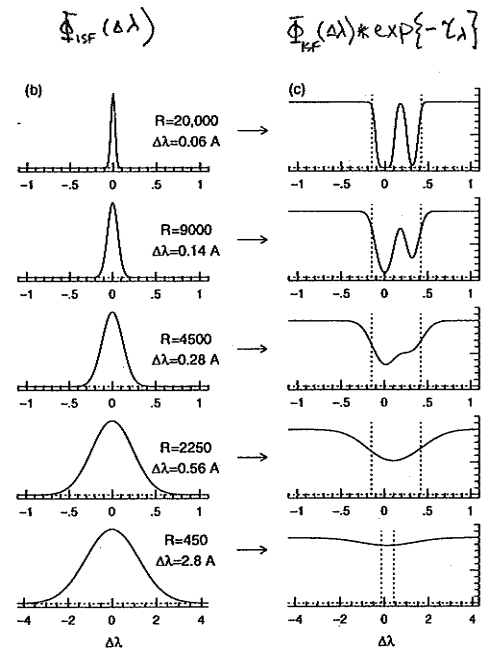 Φ_ISF(Δλ)
Φ_ISF(Δλ)*exp{-τ_λ}
(b)
R=20,000
Δλ=0.06 A
-1 -.5 0 .5 1
R=9000
Δλ=0.14 A
-1 -.5 0 .5 1
R=4500
Δλ=0.28 A
-1 -.5 0 .5 1
R=2250
Δλ=0.56 A
-1 -.5 0 .5 1
R=450
Δλ=2.8 A
-4 -2 0 2 4
Δλ
(c)
-1 -.5 0 .5 1
-1 -.5 0 .5 1
-1 -.5 0 .5 1
-1 -.5 0 .5 1
-4 -2 0 2 4
Δλ